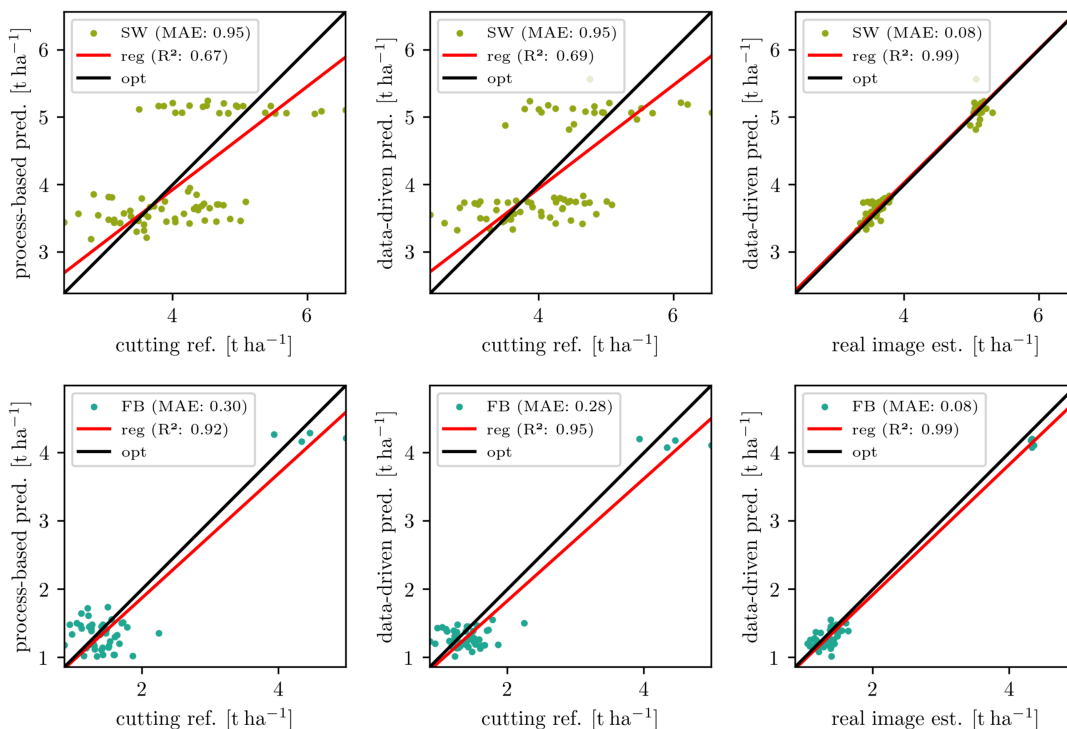 SW (MAE: 0.95)
reg (R²: 0.67)
opt
process-based pred. [t ha⁻¹]
6
5
4
3
4
6
cutting ref. [t ha⁻¹]
SW (MAE: 0.95)
reg (R²: 0.69)
opt
data-driven pred. [t ha⁻¹]
6
5
4
3
4
6
cutting ref. [t ha⁻¹]
SW (MAE: 0.08)
reg (R²: 0.99)
opt
data-driven pred. [t ha⁻¹]
6
5
4
3
4
6
real image est. [t ha⁻¹]
FB (MAE: 0.30)
reg (R²: 0.92)
opt
process-based pred. [t ha⁻¹]
4
3
2
1
2
4
cutting ref. [t ha⁻¹]
FB (MAE: 0.28)
reg (R²: 0.95)
opt
data-driven pred. [t ha⁻¹]
4
3
2
1
2
4
cutting ref. [t ha⁻¹]
FB (MAE: 0.08)
reg (R²: 0.99)
opt
data-driven pred. [t ha⁻¹]
4
3
2
1
2
4
real image est. [t ha⁻¹]